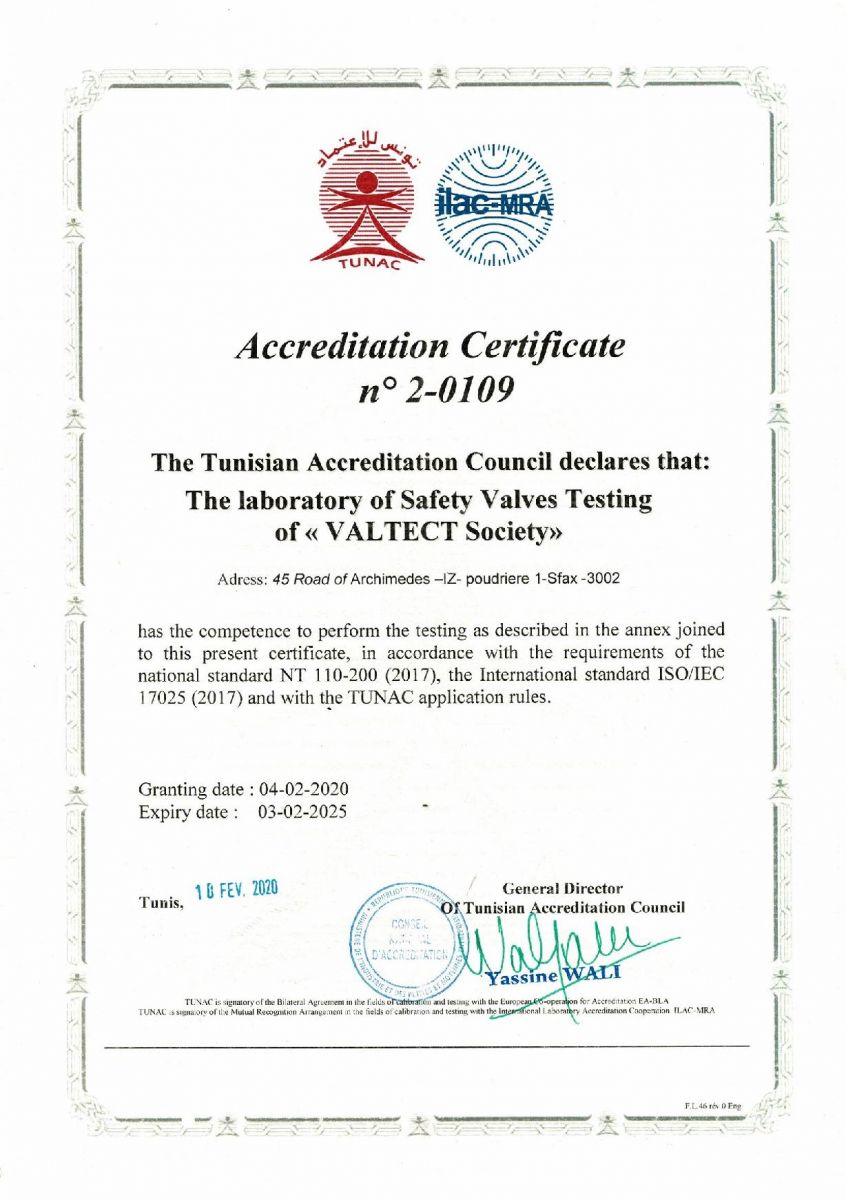 تونس للإعتماد
TUNAC
ilac-MRA
Accreditation Certificate
n° 2-0109
The Tunisian Accreditation Council declares that:
The laboratory of Safety Valves Testing
of « VALTECT Society»
Adress: 45 Road of Archimedes –IZ- poudriere 1-Sfax -3002
has the competence to perform the testing as described in the annex joined
to this present certificate, in accordance with the requirements of the
national standard NT 110-200 (2017), the International standard ISO/IEC
17025 (2017) and with the TUNAC application rules.
Granting date : 04-02-2020
Expiry date : 03-02-2025
Tunis,
10 FEV. 2020
General Director
Of Tunisian Accreditation Council
CONSEIL
NATIONAL
D'ACCREDITATION
Yassine WALI
TUNAC is signatory of the Bilateral Agreement in the fields of calibration and testing with the European Co-operation for Accreditation EA-BLA
TUNAC is signatory of the Mutual Recognition Arrangement in the fields of calibration and testing with the International Laboratory Accreditation Cooperation ILAC-MRA
F.L.46 rév 0 Eng